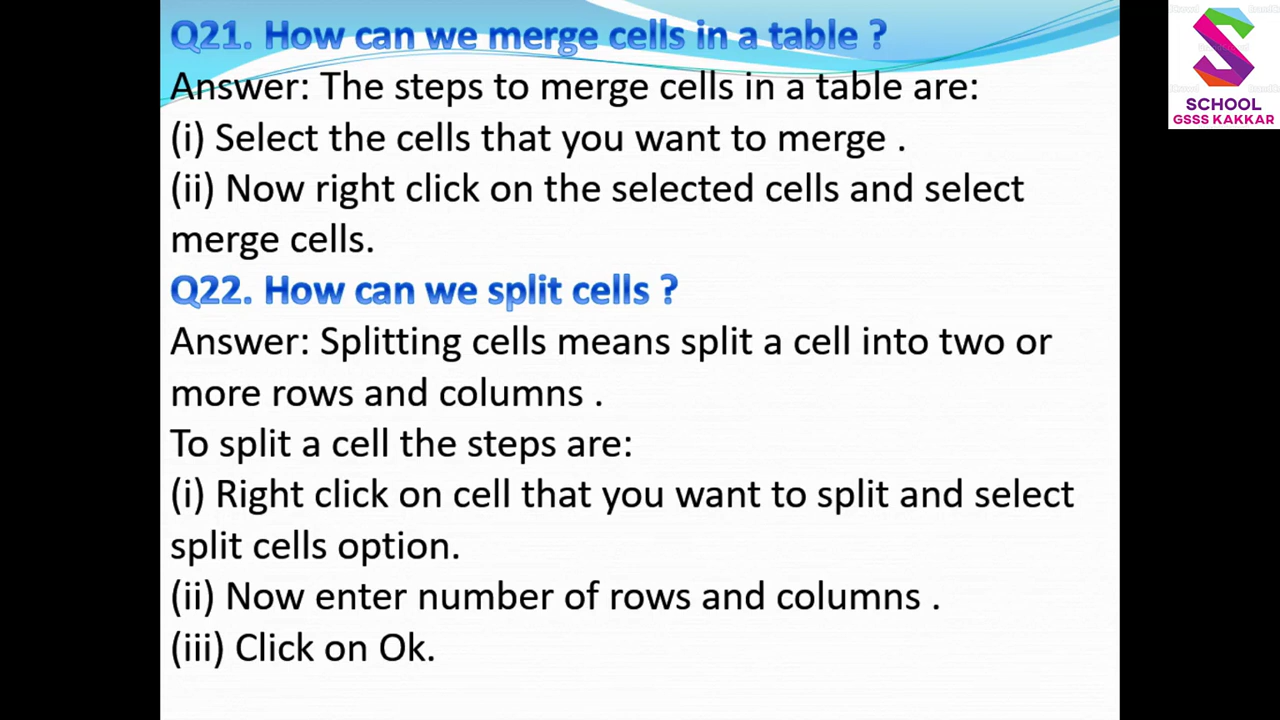 Q21. How can we merge cells in a table ?
Answer: The steps to merge cells in a table are:
(i) Select the cells that you want to merge .
(ii) Now right click on the selected cells and select
merge cells.
Q22. How can we split cells ?
Answer: Splitting cells means split a cell into two or
more rows and columns .
To split a cell the steps are:
(i) Right click on cell that you want to split and select
split cells option.
(ii) Now enter number of rows and columns .
(iii) Click on Ok.
SCHOOL
GSSS KAKKAR